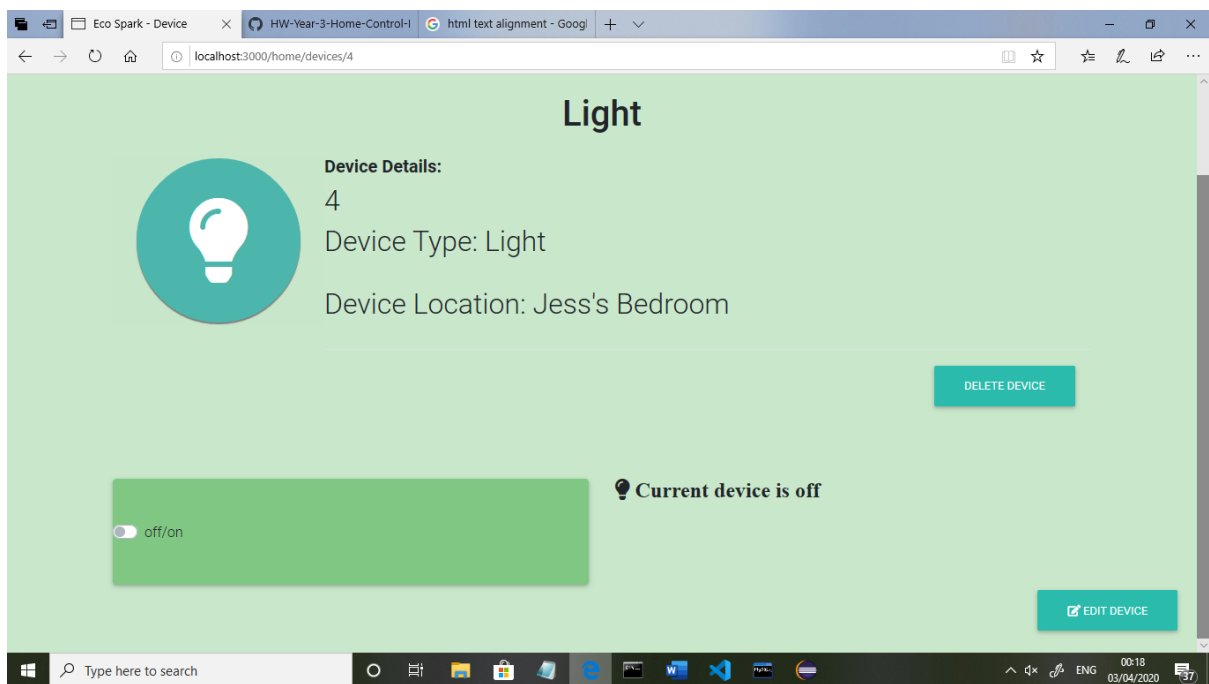 Eco Spark - Device
HW-Year-3-Home-Control-I
html text alignment - Googl
localhost:3000/home/devices/4
Light
Device Details:
4
Device Type: Light
Device Location: Jess's Bedroom
DELETE DEVICE
Current device is off
off/on
EDIT DEVICE
Type here to search
ENG
00:18
03/04/2020
37